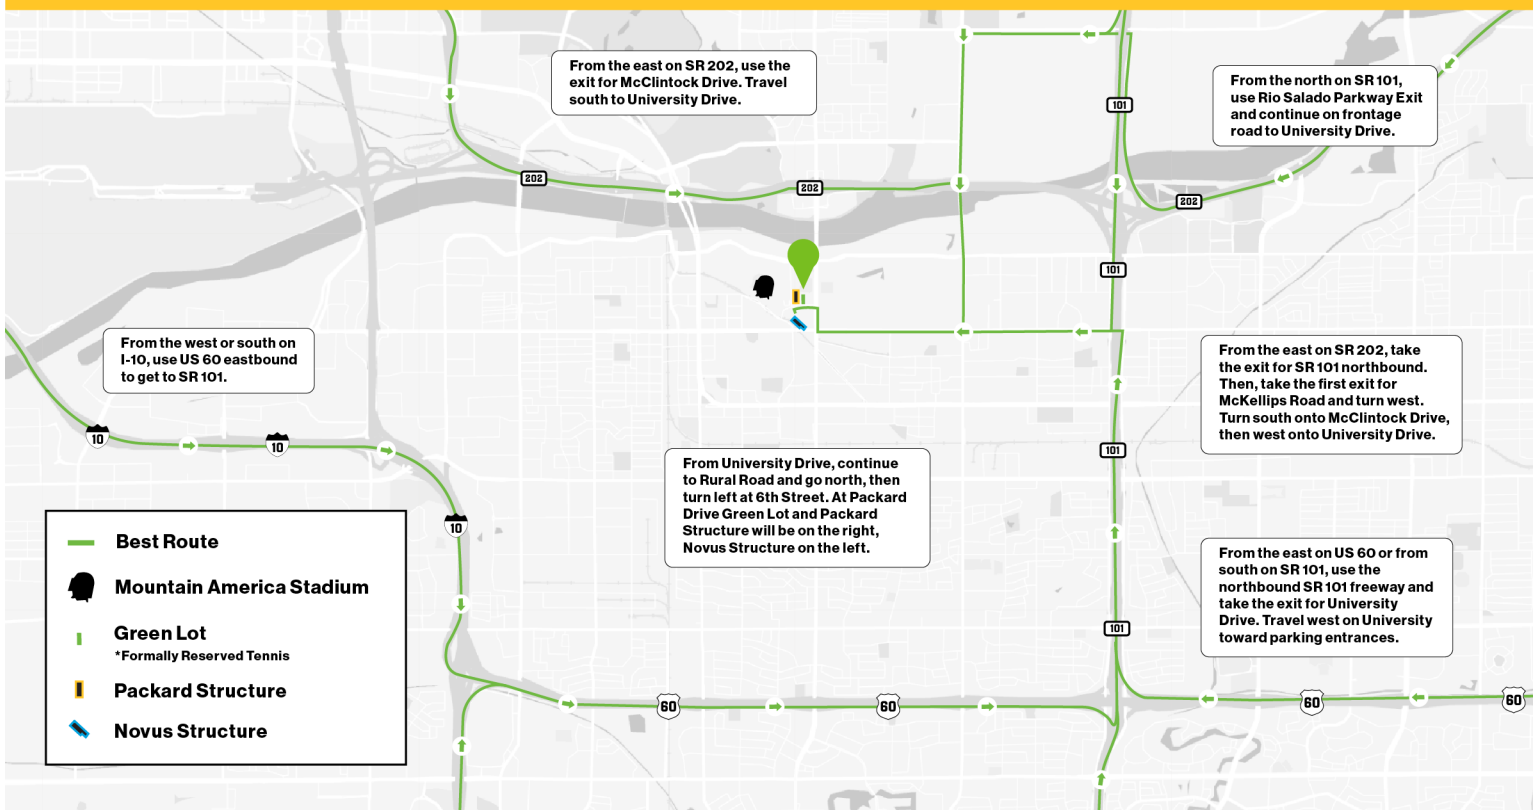 From the east on SR 202, use the
exit for McClintock Drive. Travel
south to University Drive.
From the north on SR 101,
use Rio Salado Parkway Exit
and continue on frontage
road to University Drive.
101
202
202
202
101
From the west or south on
I-10, use US 60 eastbound
to get to SR 101.
From the east on SR 202, take
the exit for SR 101 northbound.
Then, take the first exit for
McKellips Road and turn west.
Turn south onto McClintock Drive,
then west onto University Drive.
10
10
101
From University Drive, continue
to Rural Road and go north, then
turn left at 6th Street. At Packard
Drive Green Lot and Packard
Structure will be on the right,
Novus Structure on the left.
10
From the east on US 60 or from
south on SR 101, use the
northbound SR 101 freeway and
take the exit for University
Drive. Travel west on University
toward parking entrances.
101
60
60
60
60
Best Route
Mountain America Stadium
Green Lot
*Formally Reserved Tennis
Packard Structure
Novus Structure